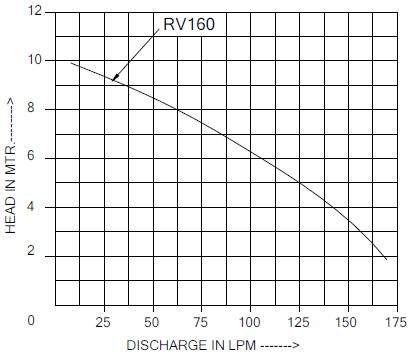 12
RV160
10
8
6
4
2
0
HEAD IN MTR.-------->
25 50 75 100 125 150 175
DISCHARGE IN LPM ------->